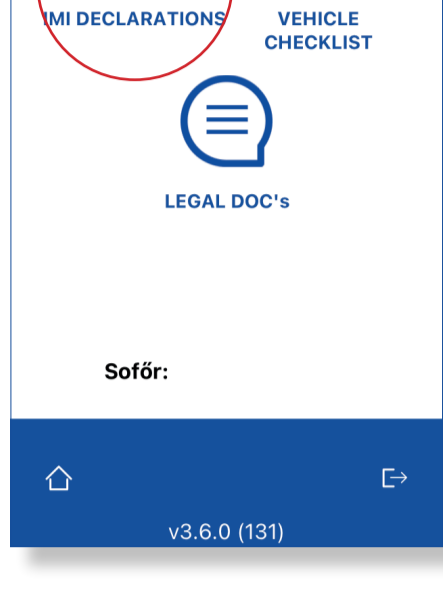 IMI DECLARATIONS
VEHICLE
CHECKLIST
LEGAL DOC's
Sofőr:
v3.6.0 (131)